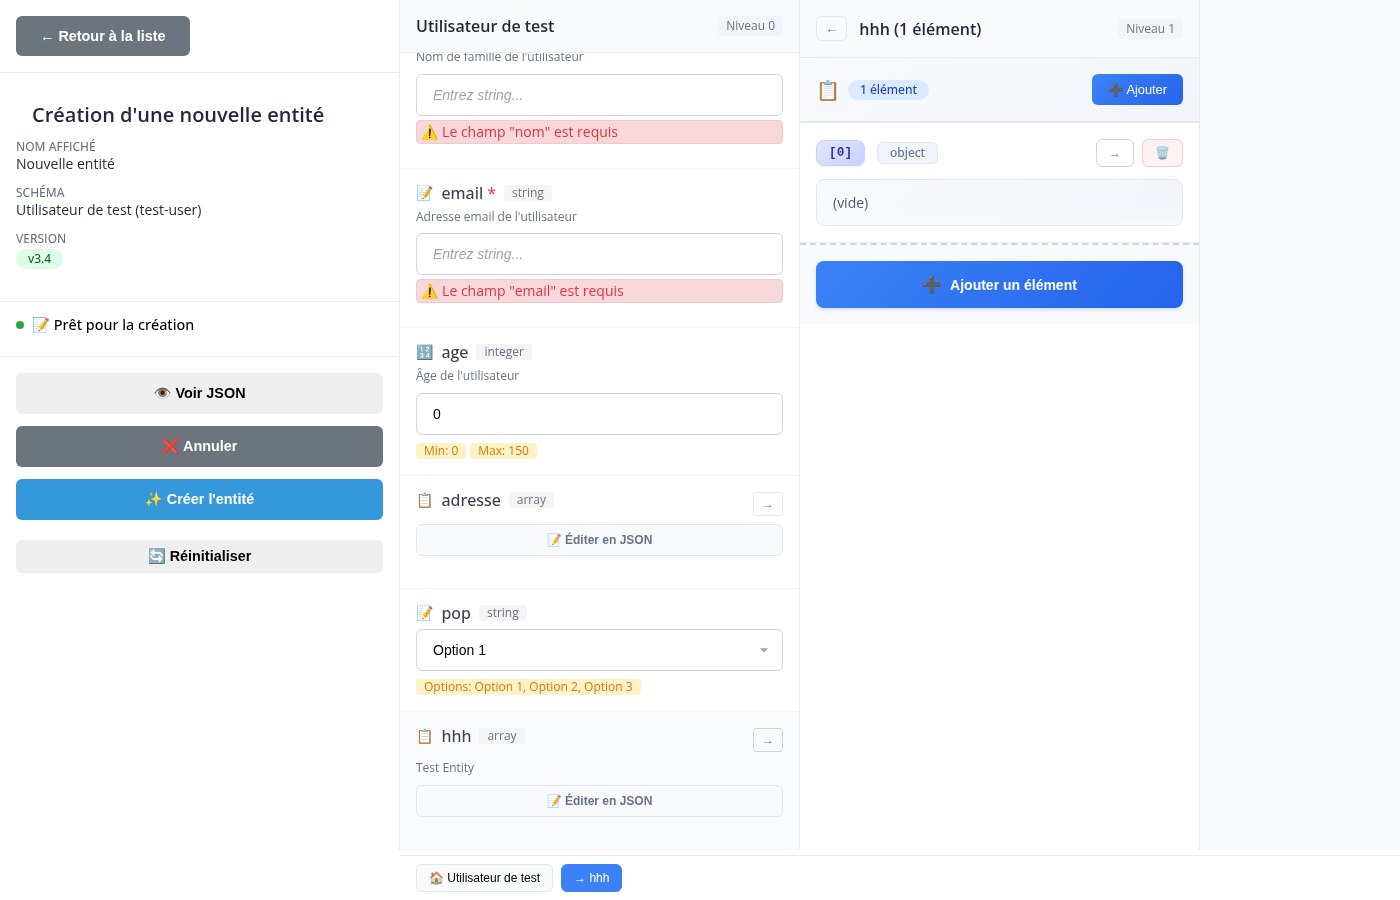 ← Retour à la liste
Création d'une nouvelle entité
NOM AFFICHÉ
Nouvelle entité
SCHÉMA
Utilisateur de test (test-user)
VERSION
v3.4
📝 Prêt pour la création
👁️ Voir JSON
❌ Annuler
✨ Créer l'entité
🔄 Réinitialiser
Utilisateur de test
Niveau 0
Nom de famille de l'utilisateur
Entrez string...
⚠️ Le champ "nom" est requis
📝 email * string
Adresse email de l'utilisateur
Entrez string...
⚠️ Le champ "email" est requis
🔢 age integer
Âge de l'utilisateur
0
Min: 0 Max: 150
📋 adresse array →
📝 Éditer en JSON
📝 pop string
Option 1
Options: Option 1, Option 2, Option 3
📋 hhh array →
Test Entity
📝 Éditer en JSON
← hhh (1 élément)
Niveau 1
📋 1 élément
➕ Ajouter
[0] object → 🗑️
(vide)
➕ Ajouter un élément
🏠 Utilisateur de test
→ hhh